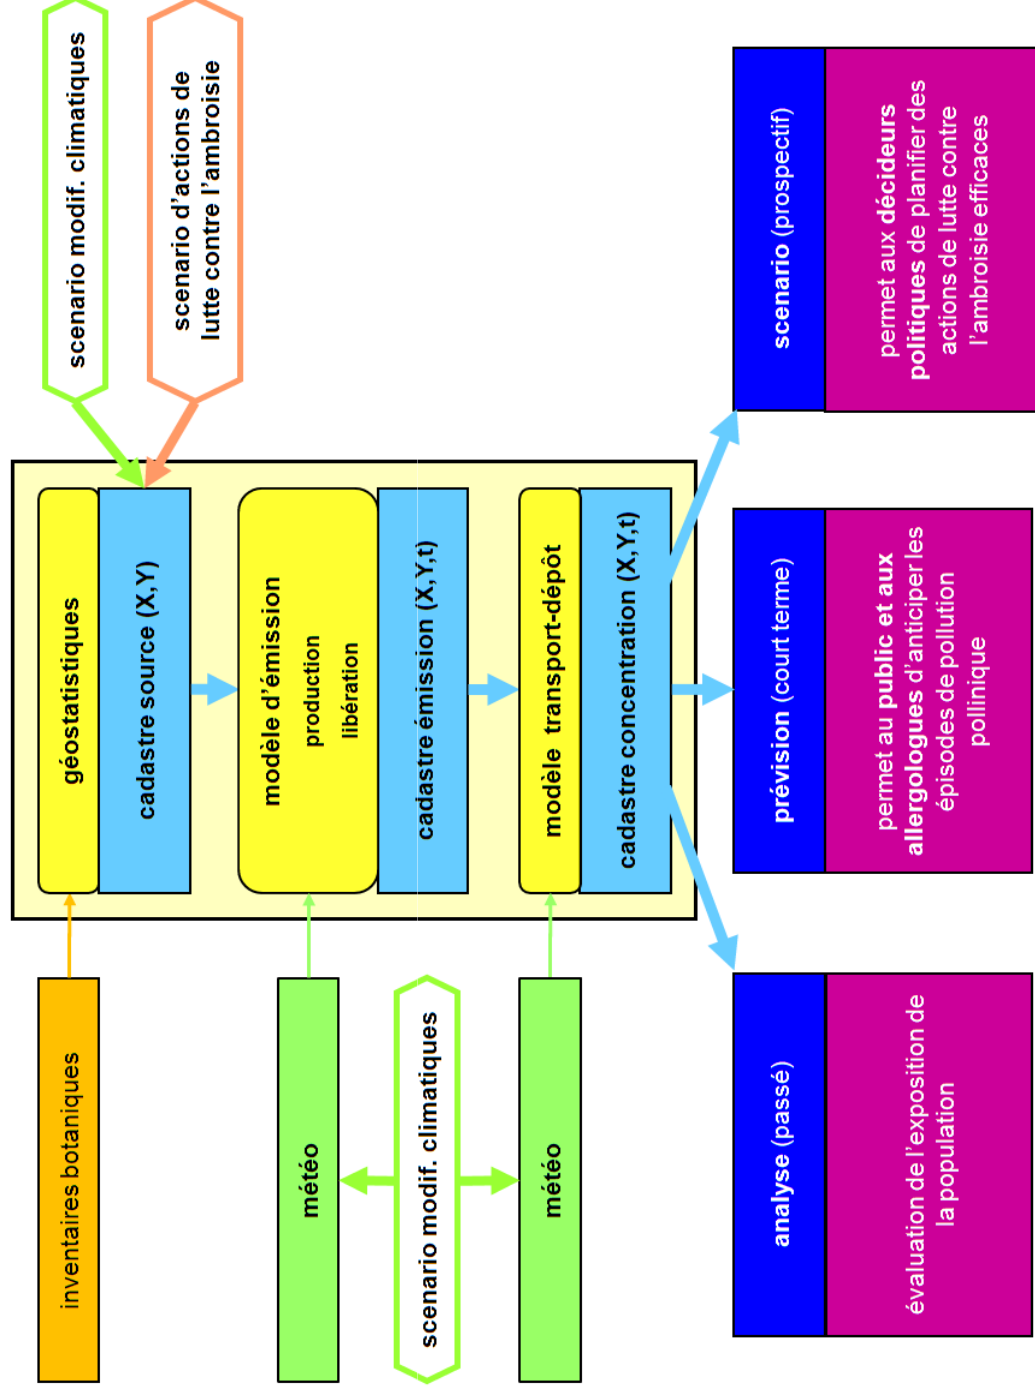 inventaires botaniques
géostatistiques
cadastre source (X,Y)
scenario modif. climatiques
scenario d'actions de
lutte contre l'ambroisie
météo
modèle d'émission
production
libération
cadastre émission (X,Y,t)
scenario modif. climatiques
météo
modèle transport-dépôt
cadastre concentration (X,Y,t)
analyse (passé)
évaluation de l'exposition de
la population
prévision (court terme)
permet au public et aux
allergologues d'anticiper les
épisodes de pollution
pollinique
scenario (prospectif)
permet aux décideurs
politiques de planifier des
actions de lutte contre
l'ambroisie efficaces